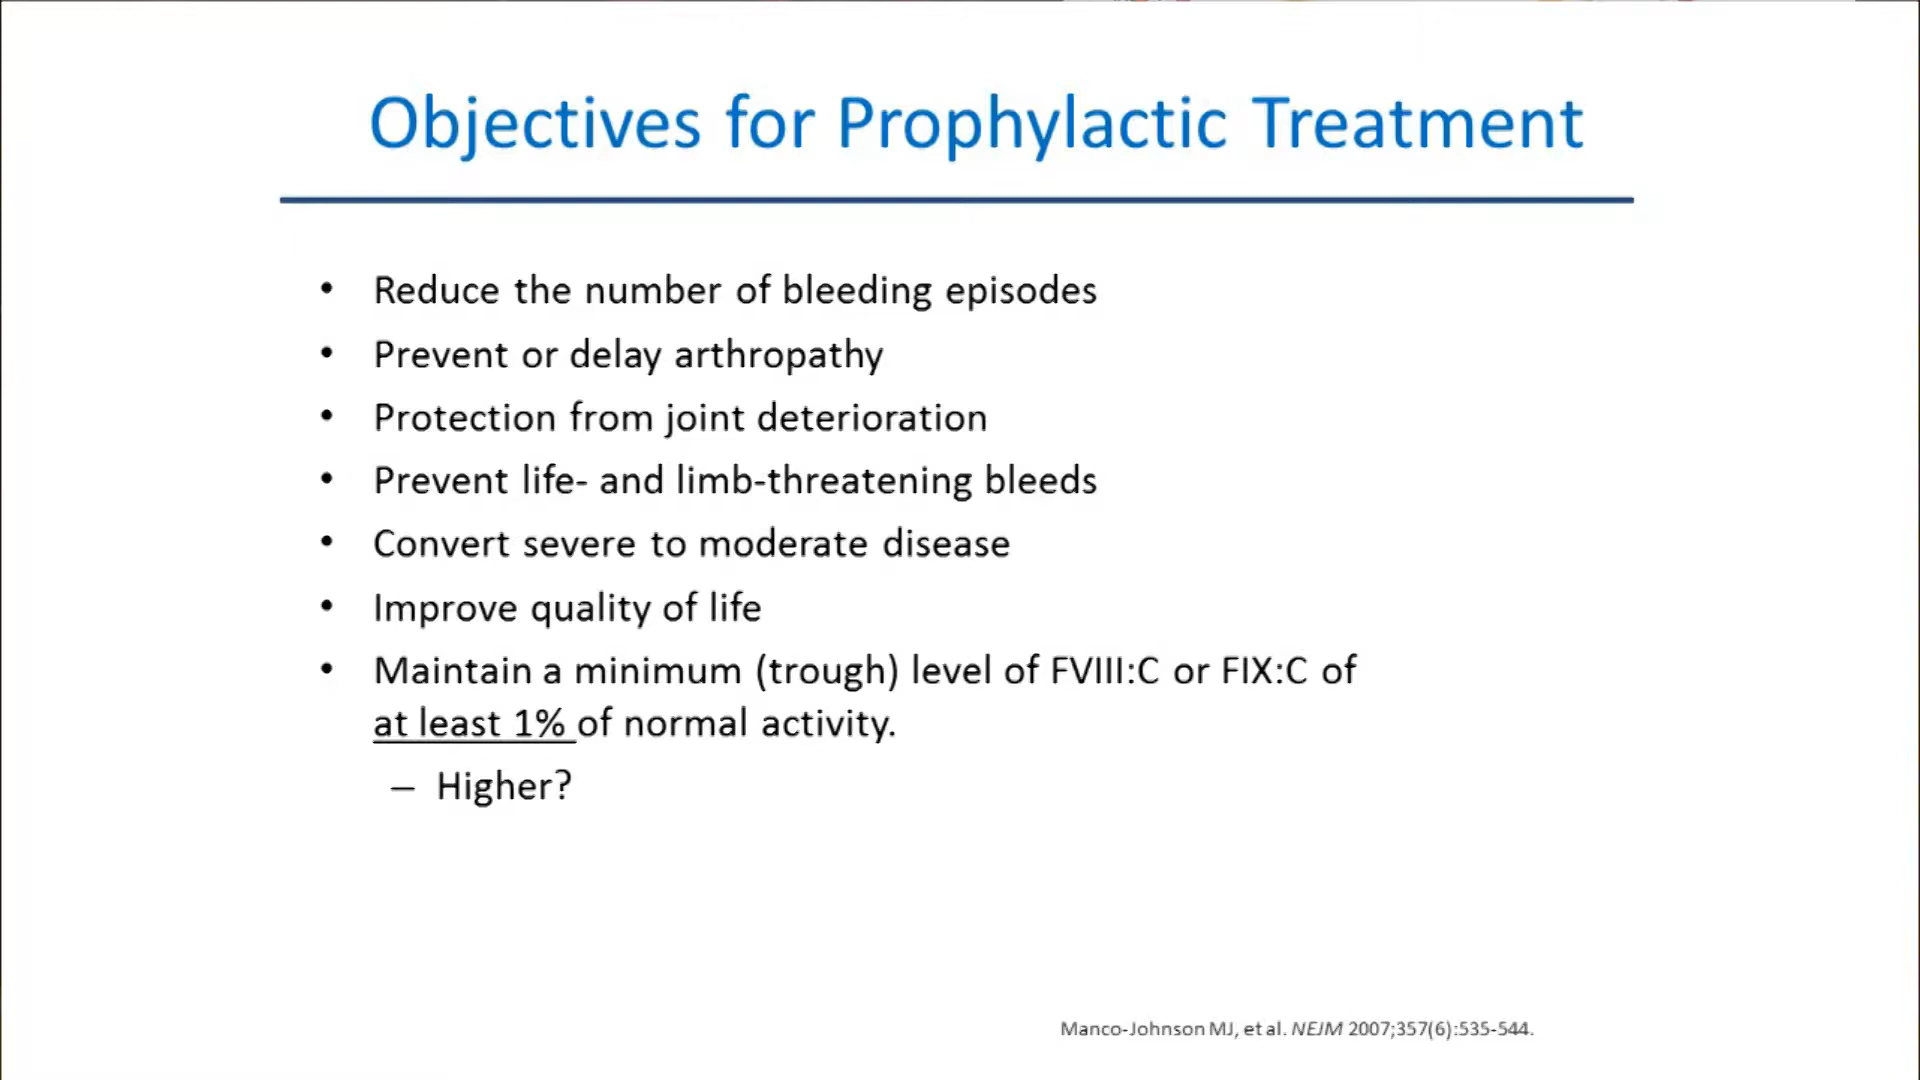 Objectives for Prophylactic Treatment
• Reduce the number of bleeding episodes
• Prevent or delay arthropathy
• Protection from joint deterioration
• Prevent life- and limb-threatening bleeds
• Convert severe to moderate disease
• Improve quality of life
• Maintain a minimum (trough) level of FVIII:C or FIX:C of
at least 1% of normal activity.
– Higher?
Manco-Johnson MJ, et al. NEJM 2007;357(6):535-544.